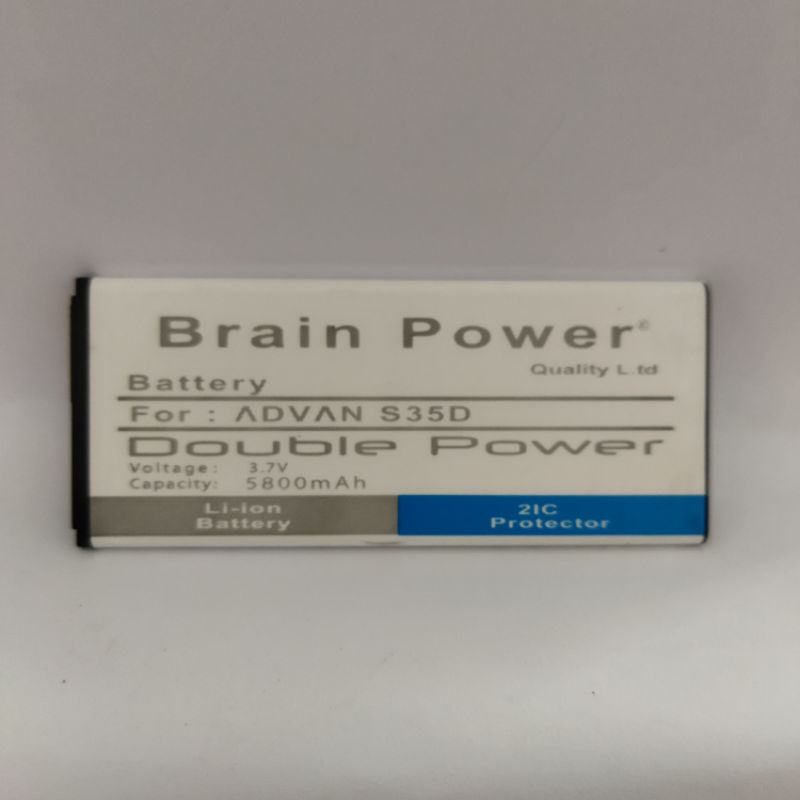 Brain Power®
Quality L.td
Battery
For : ADVAN S35D
Double Power
Voltage: 3.7V
Capacity: 5800mAh
Li-ion
Battery
2IC
Protector